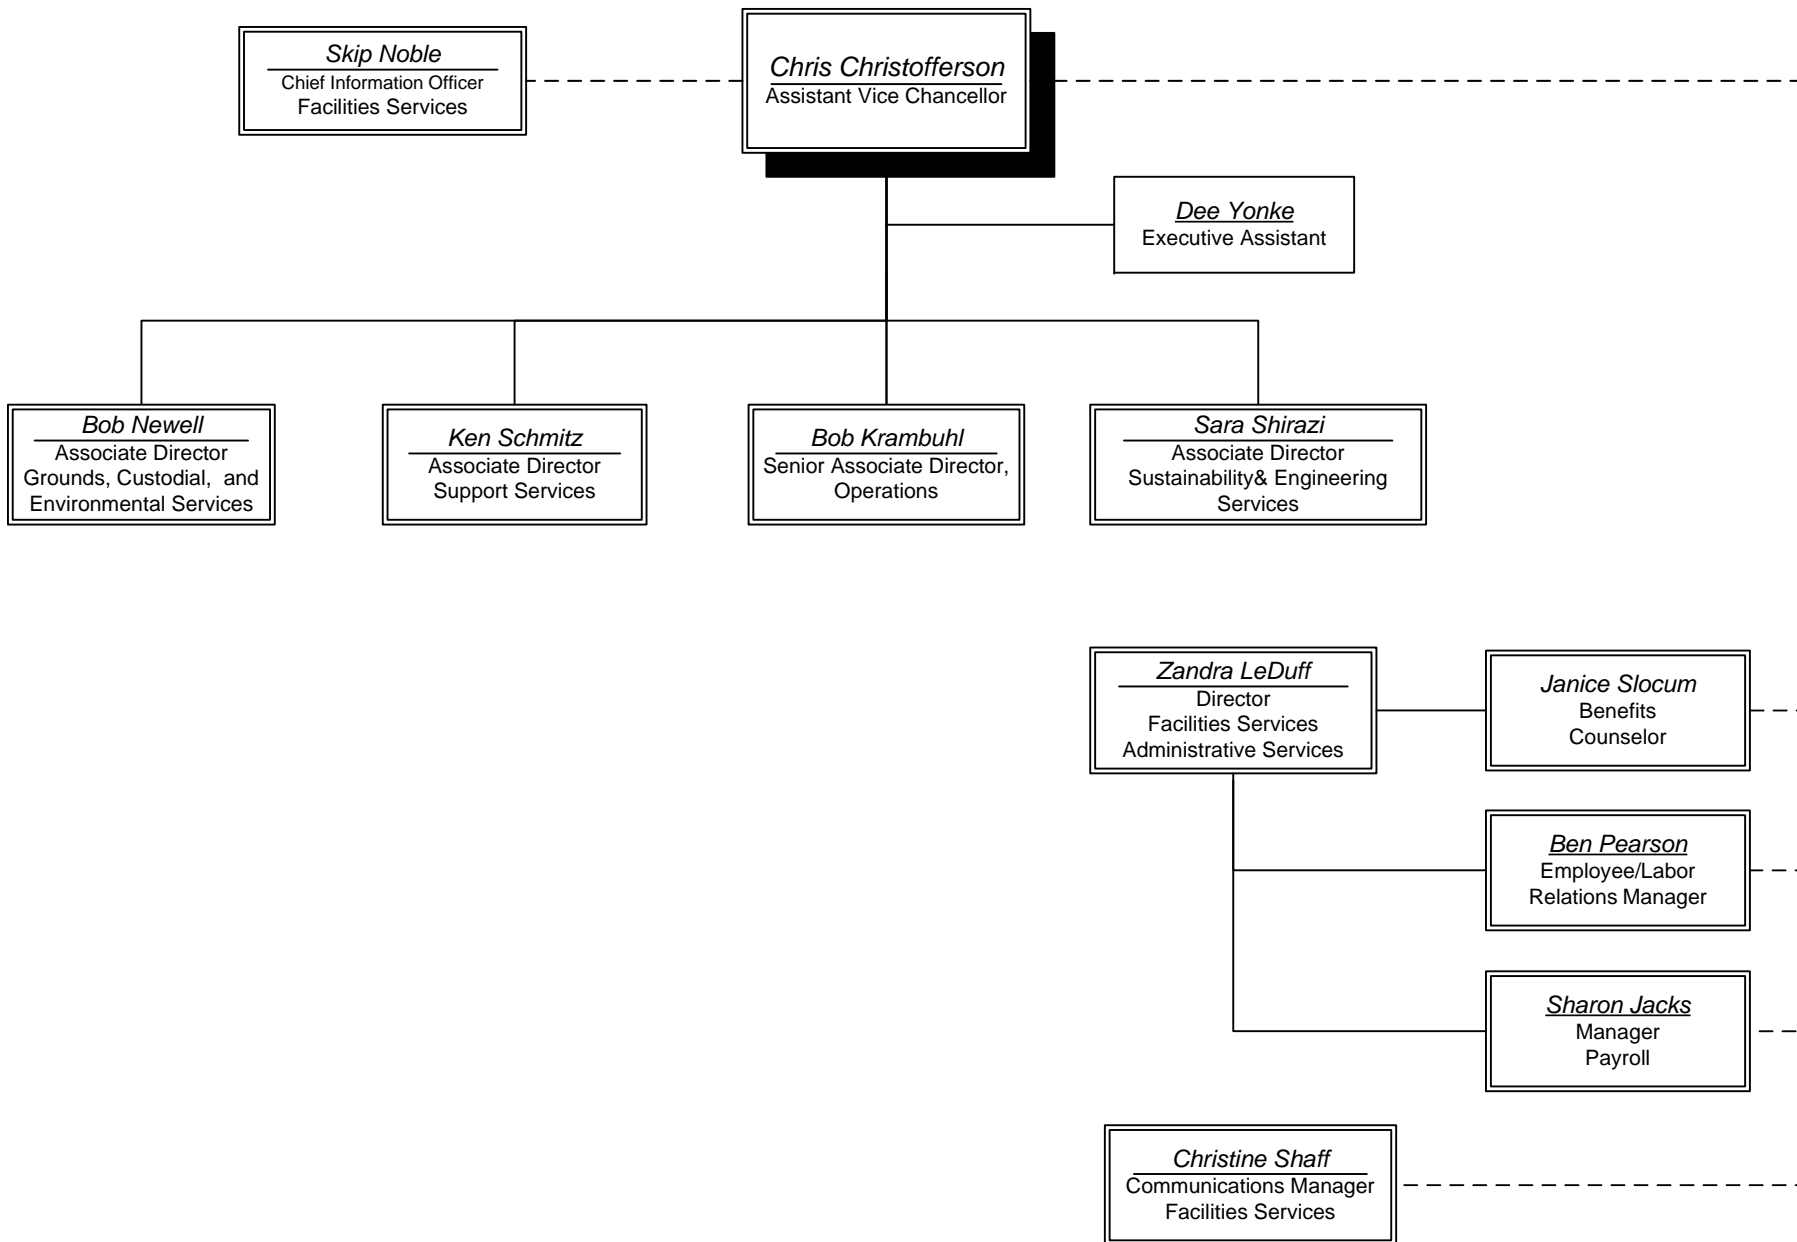 Skip Noble
Chief Information Officer
Facilities Services
Chris Christofferson
Assistant Vice Chancellor
Dee Yonke
Executive Assistant
Bob Newell
Associate Director
Grounds, Custodial, and
Environmental Services
Ken Schmitz
Associate Director
Support Services
Bob Krambuhl
Senior Associate Director,
Operations
Sara Shirazi
Associate Director
Sustainability& Engineering
Services
Zandra LeDuff
Director
Facilities Services
Administrative Services
Janice Slocum
Benefits
Counselor
Ben Pearson
Employee/Labor
Relations Manager
Sharon Jacks
Manager
Payroll
Christine Shaff
Communications Manager
Facilities Services